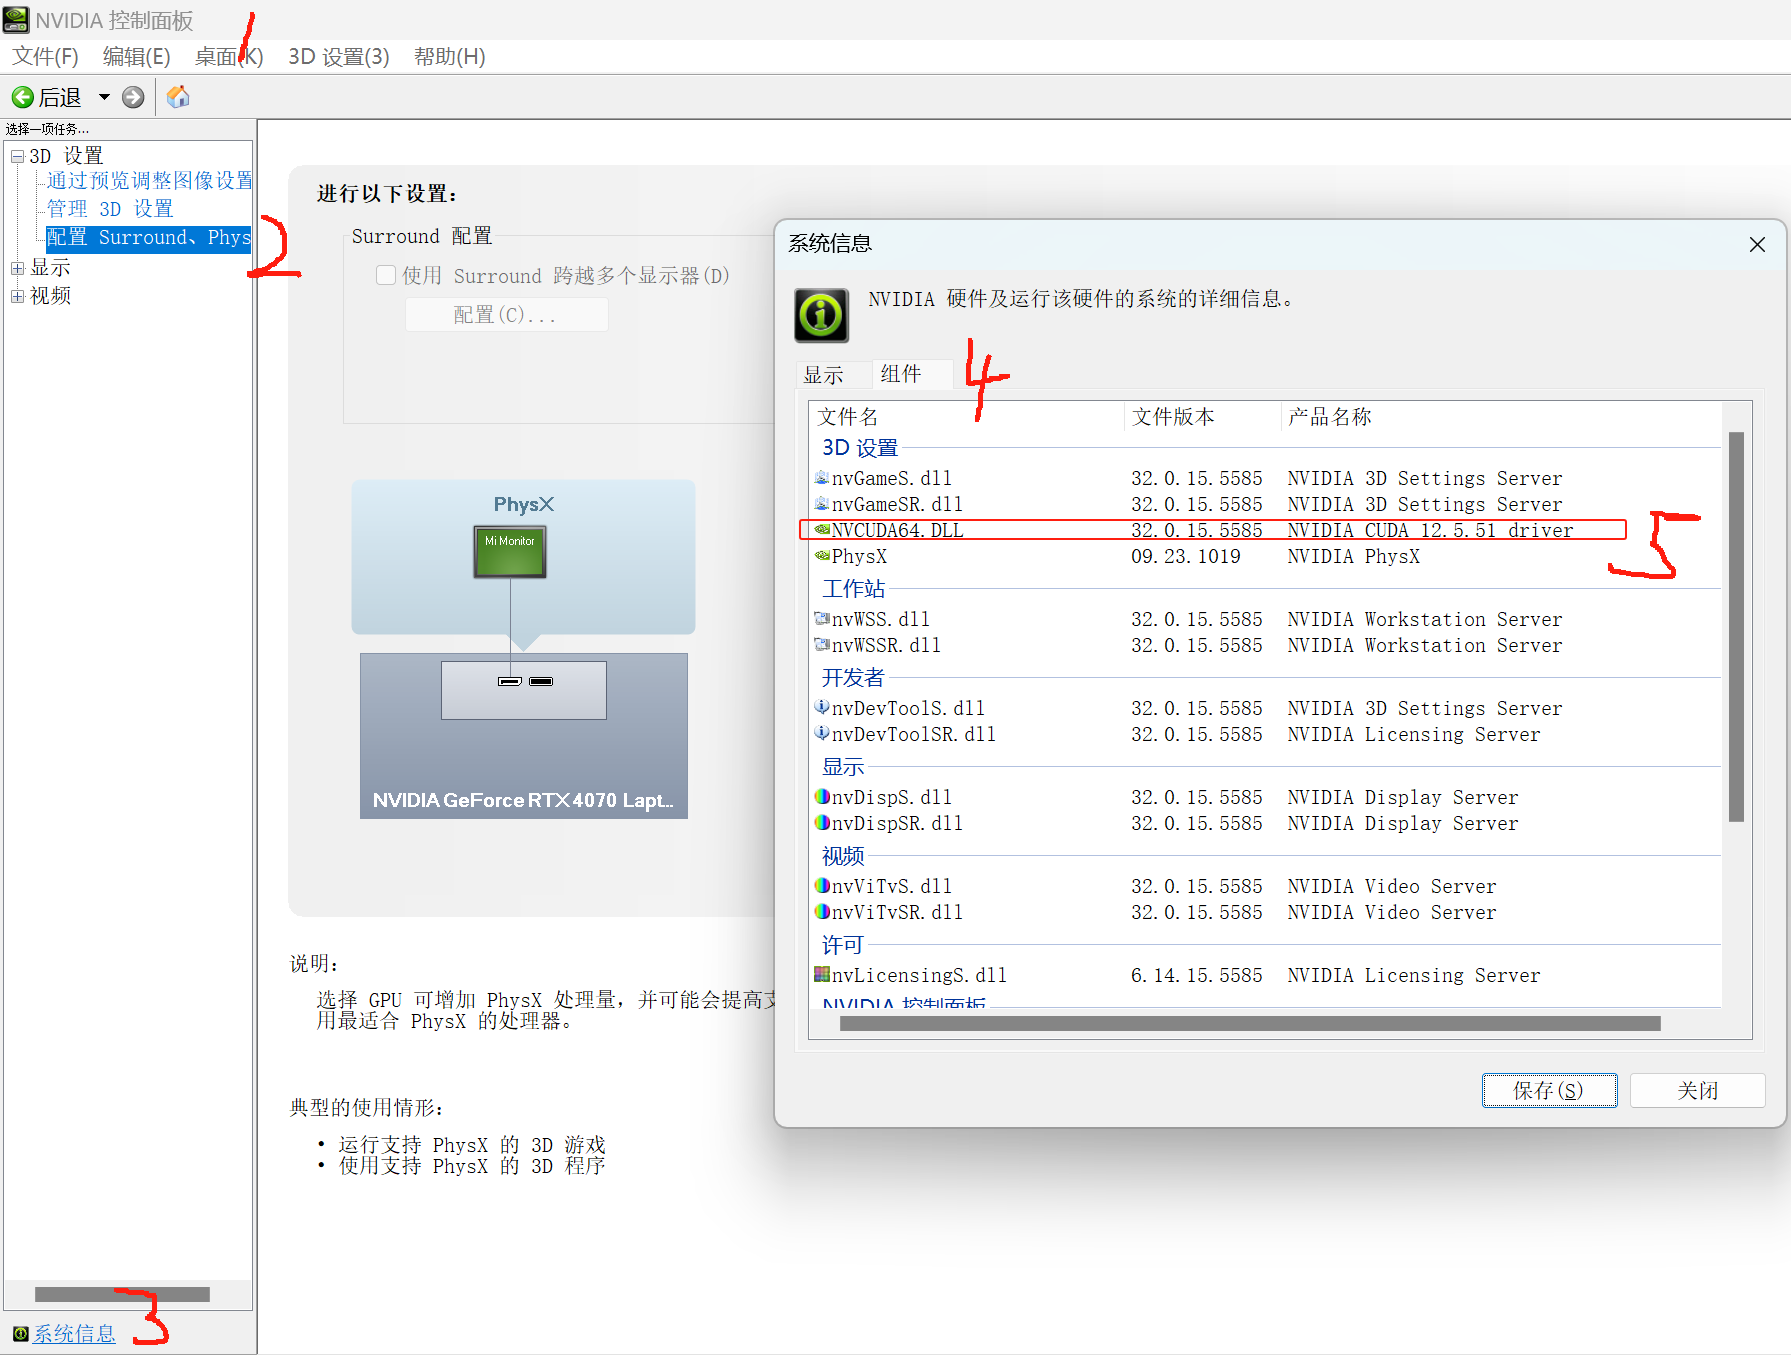 NVIDIA 控制面板
1
文件(F) 编辑(E) 桌面(K) 3D 设置(3) 帮助(H)
后退
选择一项任务...
3D 设置
通过预览调整图像设置
管理 3D 设置
配置 Surround、Phys
2
显示
视频
3
系统信息
进行以下设置:
Surround 配置
使用 Surround 跨越多个显示器(D)
配置(C)...
PhysX
Mi Monitor
NVIDIA GeForce RTX 4070 Lapt...
说明:
选择 GPU 可增加 PhysX 处理量，并可能会提高支
用最适合 PhysX 的处理器。
典型的使用情形:
• 运行支持 PhysX 的 3D 游戏
• 使用支持 PhysX 的 3D 程序
系统信息
NVIDIA 硬件及运行该硬件的系统的详细信息。
显示 组件
4
文件名 文件版本 产品名称
3D 设置
nvGameS.dll 32.0.15.5585 NVIDIA 3D Settings Server
nvGameSR.dll 32.0.15.5585 NVIDIA 3D Settings Server
NVCUDA64.DLL 32.0.15.5585 NVIDIA CUDA 12.5.51 driver
5
PhysX 09.23.1019 NVIDIA PhysX
工作站
nvWSS.dll 32.0.15.5585 NVIDIA Workstation Server
nvWSSR.dll 32.0.15.5585 NVIDIA Workstation Server
开发者
nvDevToolS.dll 32.0.15.5585 NVIDIA 3D Settings Server
nvDevToolSR.dll 32.0.15.5585 NVIDIA Licensing Server
显示
nvDispS.dll 32.0.15.5585 NVIDIA Display Server
nvDispSR.dll 32.0.15.5585 NVIDIA Display Server
视频
nvViTvS.dll 32.0.15.5585 NVIDIA Video Server
nvViTvSR.dll 32.0.15.5585 NVIDIA Video Server
许可
nvLicensingS.dll 6.14.15.5585 NVIDIA Licensing Server
NVIDIA 控制面板
保存(S) 关闭